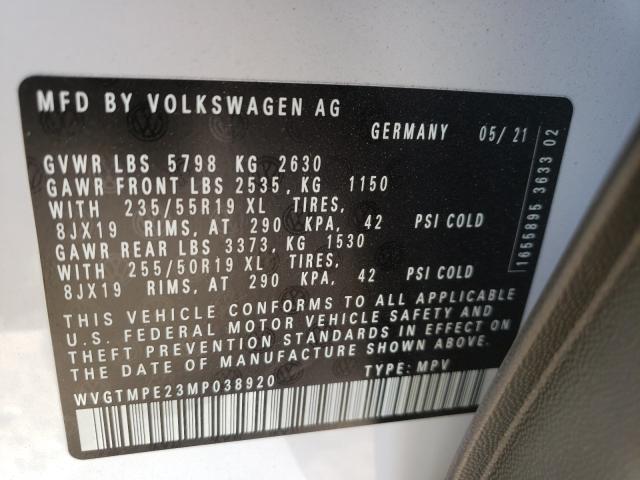 MFD BY VOLKSWAGEN AG
GERMANY 05/21
GVWR LBS 5798 KG 2630
GAWR FRONT LBS 2535, KG 1150
WITH 235/55R19 XL TIRES,
8JX19 RIMS, AT 290 KPA, 42 PSI COLD
GAWR REAR LBS 3373, KG 1530
WITH 255/50R19 XL TIRES,
8JX19 RIMS, AT 290 KPA, 42 PSI COLD
THIS VEHICLE CONFORMS TO ALL APPLICABLE
U.S. FEDERAL MOTOR VEHICLE SAFETY AND
THEFT PREVENTION STANDARDS IN EFFECT ON
DATE OF MANUFACTURE SHOWN ABOVE.
WVGTMPE23MP038920 TYPE: MPV
1655895 3633 02